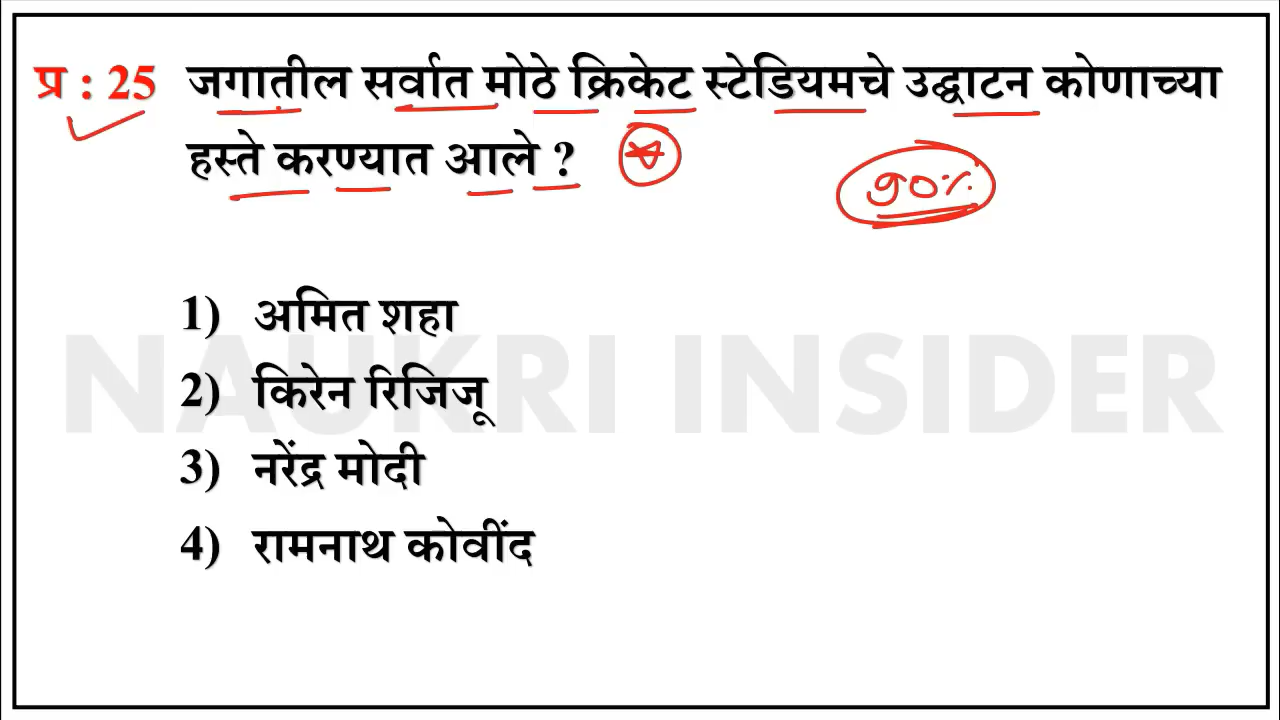 प्र : 25 जगातील सर्वात मोठे क्रिकेट स्टेडियमचे उद्घाटन कोणाच्या
हस्ते करण्यात आले ?
90%
1) अमित शहा
2) किरेन रिजिजू
3) नरेंद्र मोदी
4) रामनाथ कोवींद
NAUKRI INSIDER